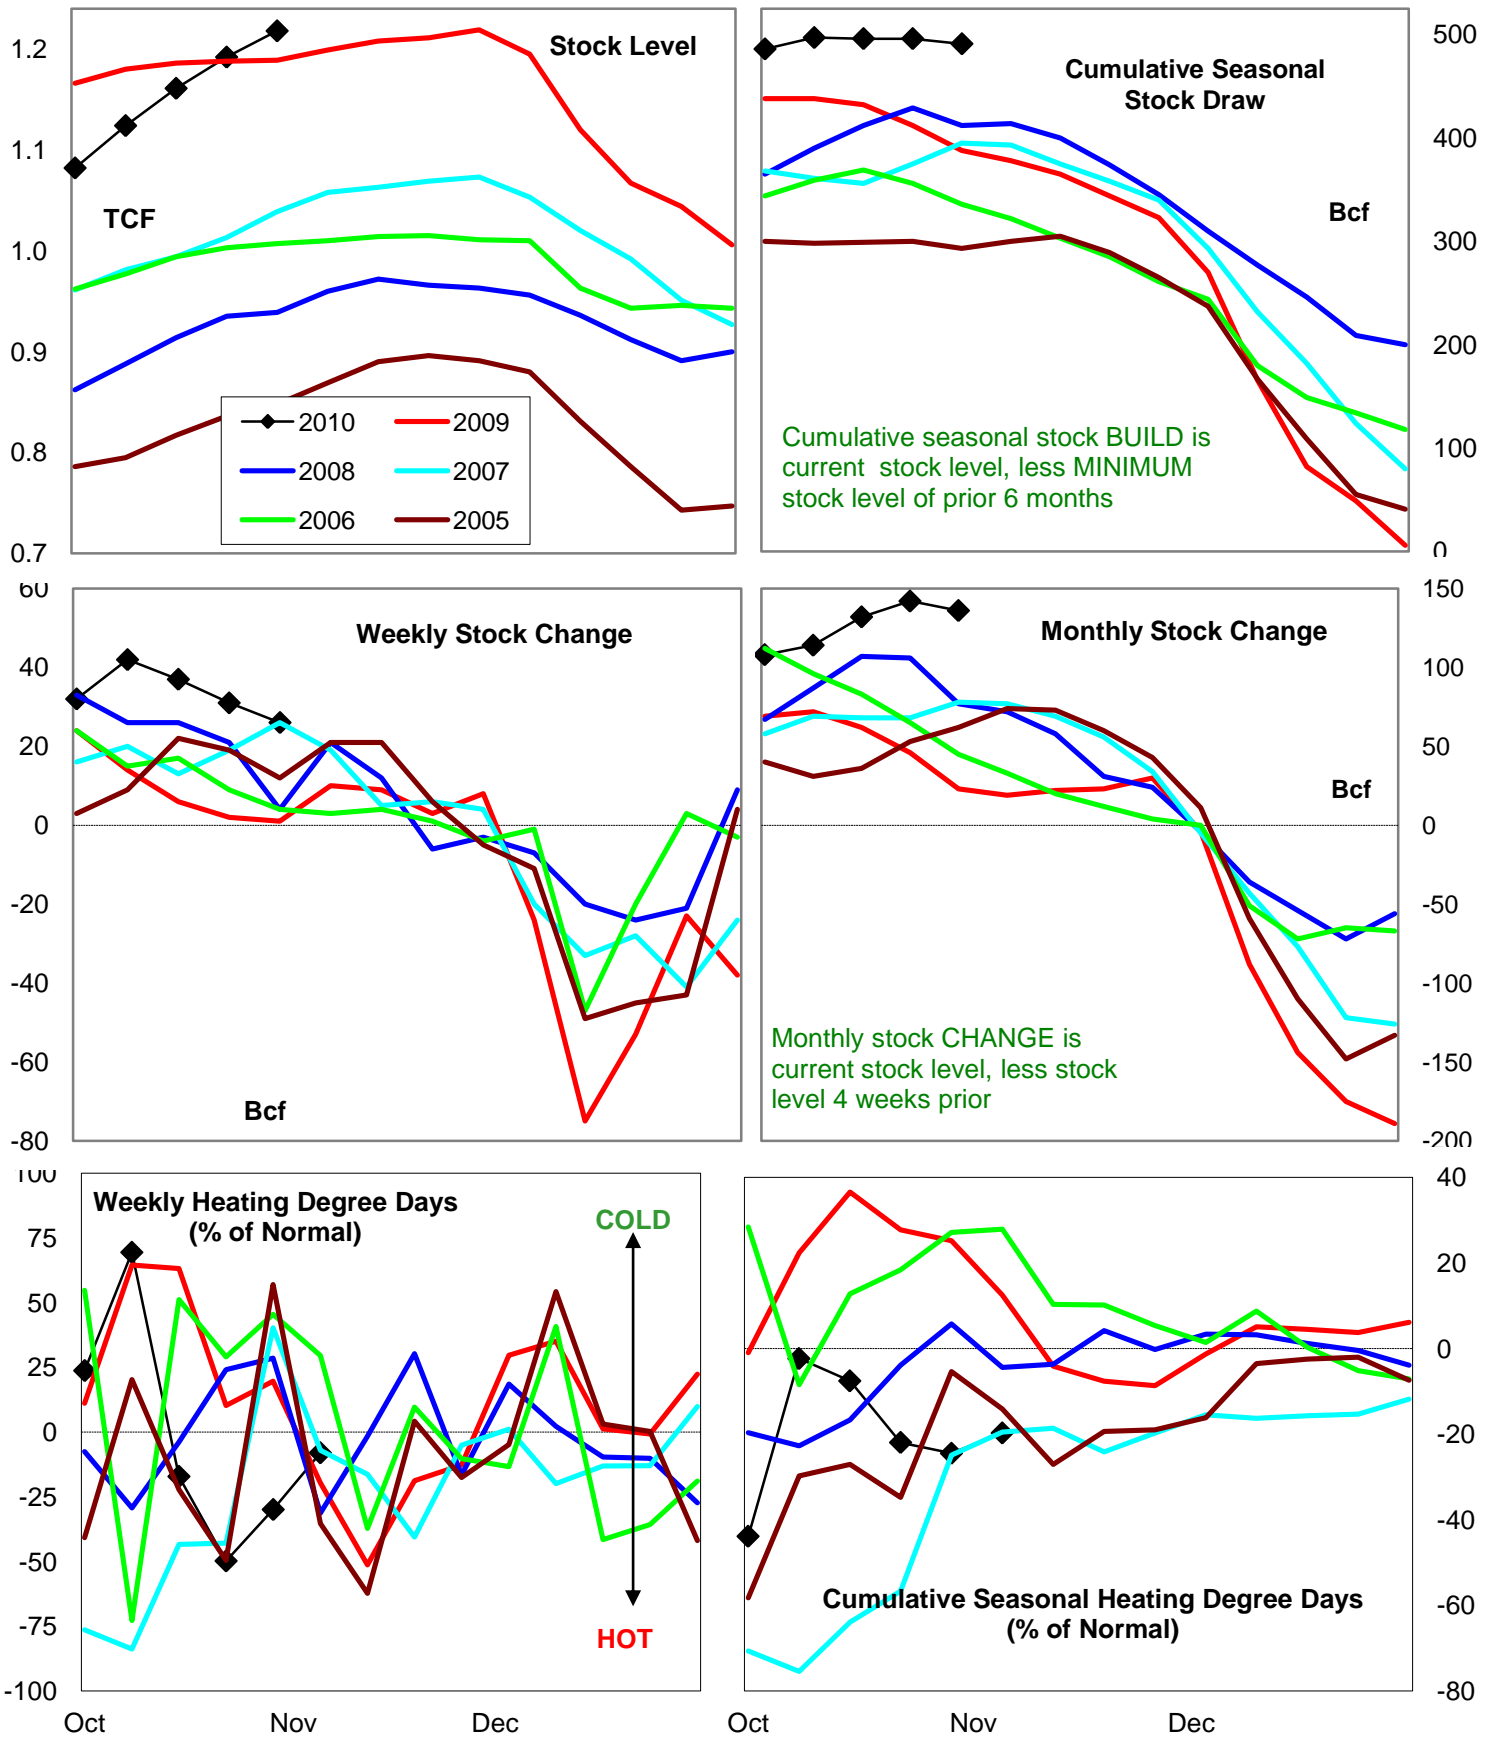 Stock Level
TCF
1.2
1.1
1.0
0.9
0.8
0.7
2010
2009
2008
2007
2006
2005
Cumulative Seasonal
Stock Draw
Bcf
Cumulative seasonal stock BUILD is
current stock level, less MINIMUM
stock level of prior 6 months
500
400
300
200
100
0
Weekly Stock Change
Bcf
60
40
20
0
-20
-40
-60
-80
Monthly Stock Change
Bcf
Monthly stock CHANGE is
current stock level, less stock
level 4 weeks prior
150
100
50
0
-50
-100
-150
-200
Weekly Heating Degree Days
(% of Normal)
COLD
HOT
100
75
50
25
0
-25
-50
-75
-100
Oct
Nov
Dec
Cumulative Seasonal Heating Degree Days
(% of Normal)
40
20
0
-20
-40
-60
-80
Oct
Nov
Dec